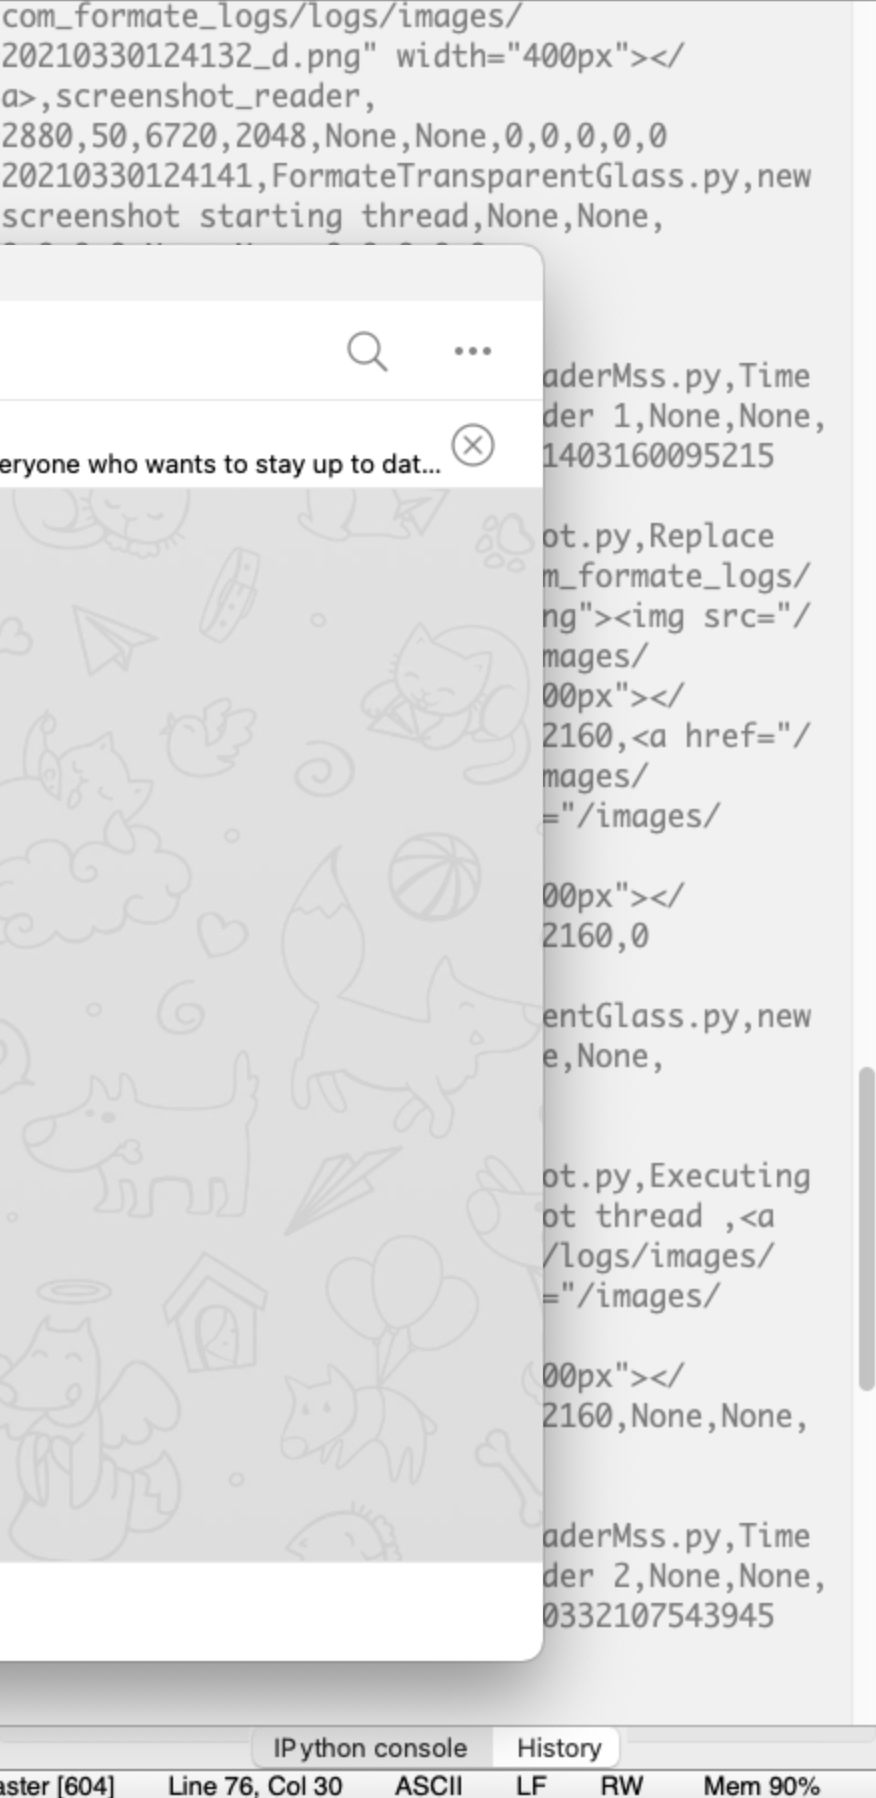 com_formate_logs/logs/images/
20210330124132_d.png" width="400px"></
a>,screenshot_reader,
2880,50,6720,2048,None,None,0,0,0,0,0
20210330124141,FormateTransparentGlass.py,new
screenshot starting thread,None,None,
aderMss.py,Time
der 1,None,None,
eryone who wants to stay up to dat...
1403160095215
ot.py,Replace
m_formate_logs/
ng"><img src="/
mages/
00px"></
2160,<a href="/
mages/
="/images/
00px"></
2160,0
entGlass.py,new
e,None,
ot.py,Executing
ot thread ,<a
/logs/images/
="/images/
00px"></
2160,None,None,
aderMss.py,Time
der 2,None,None,
0332107543945
IPython console History
aster [604] Line 76, Col 30 ASCII LF RW Mem 90%